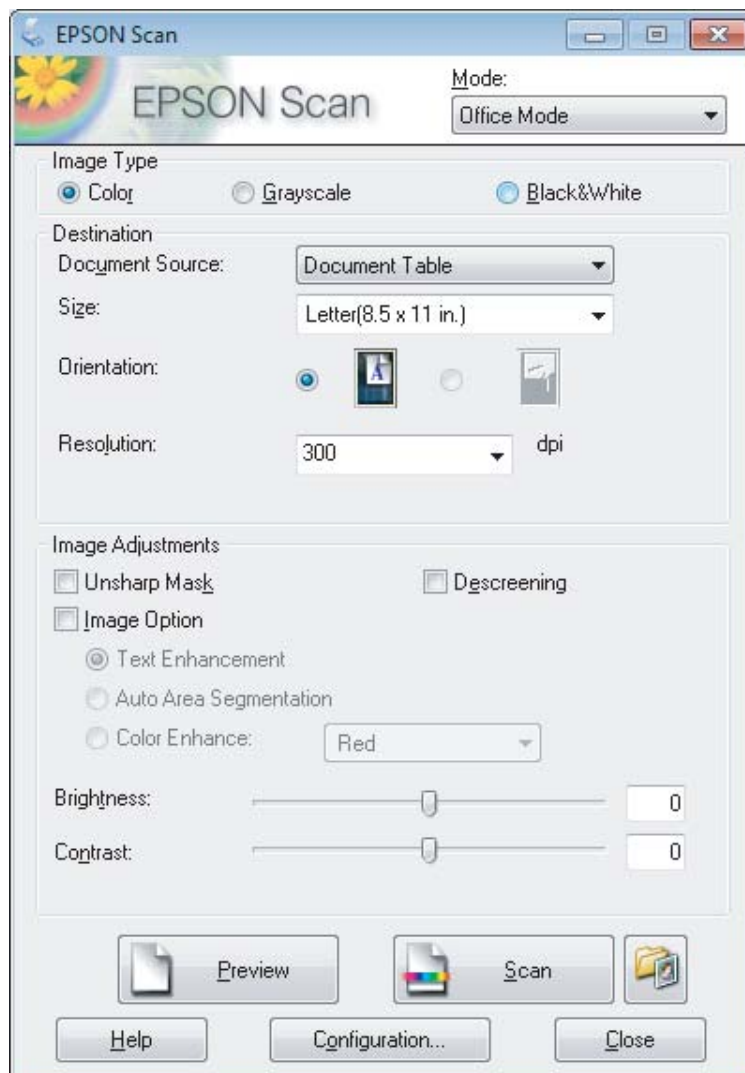 EPSON Scan
EPSON Scan
Mode:
Office Mode
Image Type
Color Grayscale Black&White
Destination
Document Source: Document Table
Size: Letter(8.5 x 11 in.)
Orientation: A
Resolution: 300 dpi
Image Adjustments
Unsharp Mask Descreening
Image Option
Text Enhancement
Auto Area Segmentation
Color Enhance: Red
Brightness: 0
Contrast: 0
Preview Scan
Help Configuration... Close